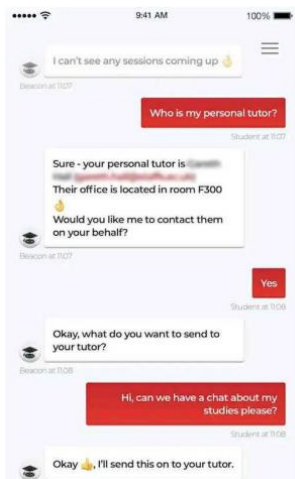 9:41 AM
100%
I can't see any sessions coming up 👌
Beacon at 11:07
Who is my personal tutor?
Student at 11:07
Sure - your personal tutor is
Their office is located in room F300
👌
Would you like me to contact them
on your behalf?
Beacon at 11:07
Yes
Student at 11:08
Okay, what do you want to send to
your tutor?
Beacon at 11:08
Hi, can we have a chat about my
studies please?
Student at 11:08
Okay 👍, I'll send this on to your tutor.